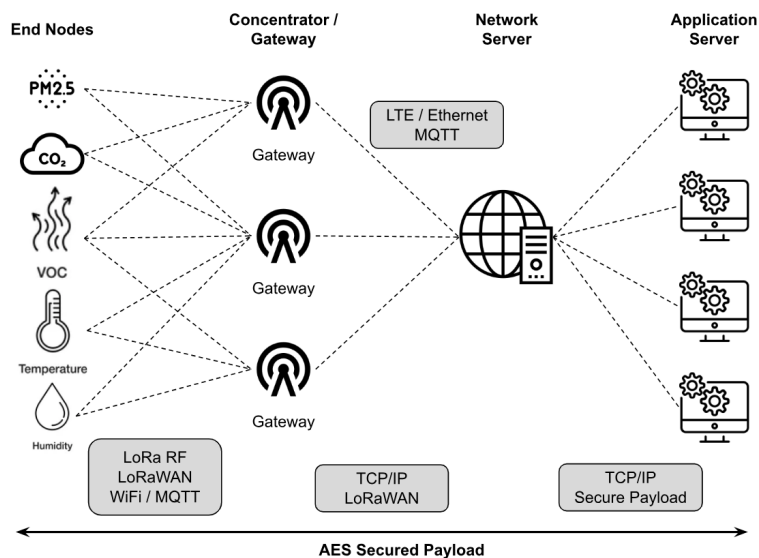 End Nodes
Concentrator /
Gateway
Network
Server
Application
Server
PM2.5
CO₂
VOC
Temperature
Humidity
Gateway
Gateway
Gateway
LTE / Ethernet
MQTT
LoRa RF
LoRaWAN
WiFi / MQTT
TCP/IP
LoRaWAN
TCP/IP
Secure Payload
AES Secured Payload